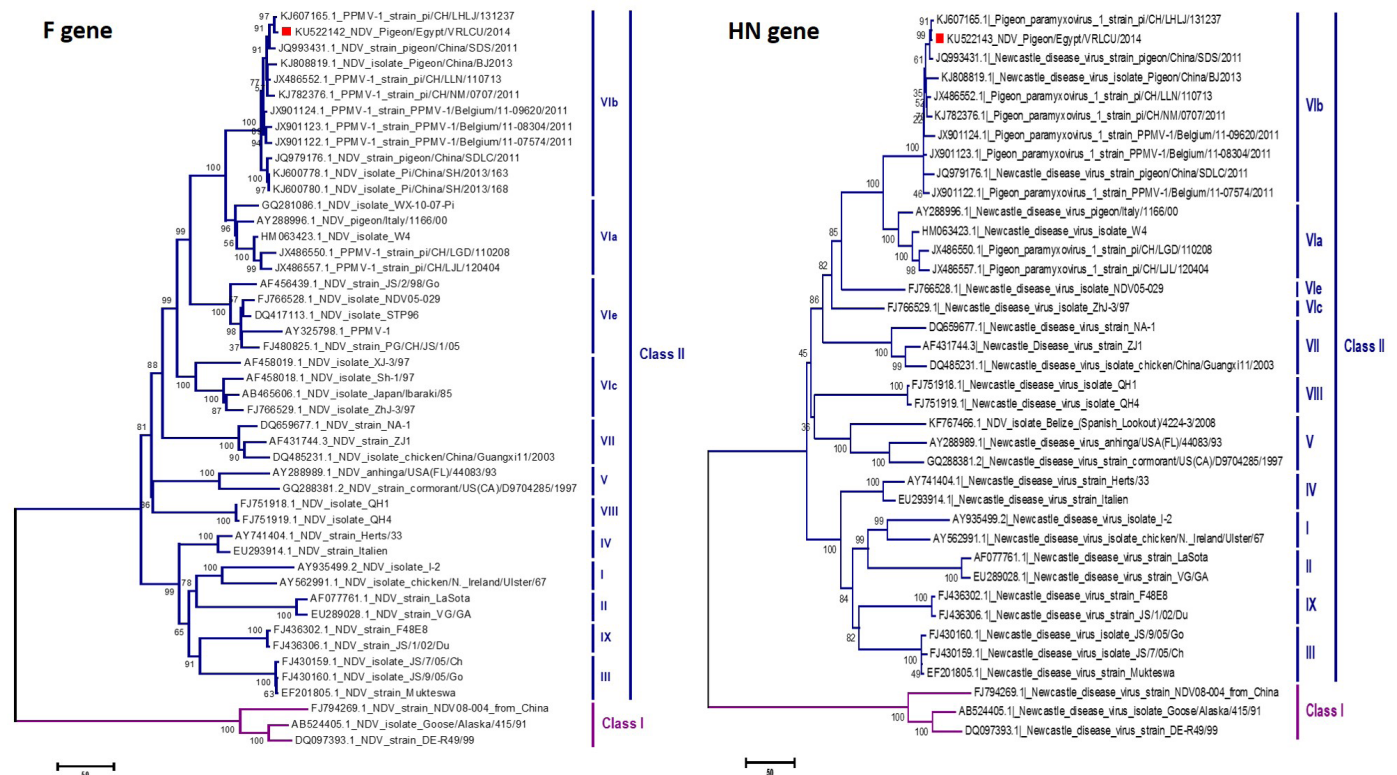 F gene
KJ607165.1_PPMV-1_strain_pi/CH/LHLJ/131237
KU522142_NDV_Pigeon/Egypt/VRLCU/2014
JQ993431.1_NDV_strain_pigeon/China/SDS/2011
KJ808819.1_NDV_isolate_Pigeon/China/BJ2013
JX486552.1_PPMV-1_strain_pi/CH/LLN/110713
KJ782376.1_PPMV-1_strain_pi/CH/NM/0707/2011
JX901124.1_PPMV-1_strain_PPMV-1/Belgium/11-09620/2011
JX901123.1_PPMV-1_strain_PPMV-1/Belgium/11-08304/2011
JX901122.1_PPMV-1_strain_PPMV-1/Belgium/11-07574/2011
JQ979176.1_NDV_strain_pigeon/China/SDLC/2011
KJ600778.1_NDV_isolate_Pi/China/SH/2013/163
KJ600780.1_NDV_isolate_Pi/China/SH/2013/168
VIb
GQ281086.1_NDV_isolate_WX-10-07-Pi
AY288996.1_NDV_pigeon/Italy/1166/00
HM063423.1_NDV_isolate_W4
JX486550.1_PPMV-1_strain_pi/CH/LGD/110208
JX486557.1_PPMV-1_strain_pi/CH/LJL/120404
VIa
AF456439.1_NDV_strain_JS/2/98/Go
FJ766528.1_NDV_isolate_NDV05-029
DQ417113.1_NDV_isolate_STP96
AY325798.1_PPMV-1
FJ480825.1_NDV_strain_PG/CH/JS/1/05
VIe
AF458019.1_NDV_isolate_XJ-3/97
AF458018.1_NDV_isolate_Sh-1/97
AB465606.1_NDV_isolate_Japan/Ibaraki/85
FJ766529.1_NDV_isolate_ZhJ-3/97
VIc
DQ659677.1_NDV_strain_NA-1
AF431744.3_NDV_strain_ZJ1
DQ485231.1_NDV_isolate_chicken/China/Guangxi11/2003
VII
AY288989.1_NDV_anhinga/USA(FL)/44083/93
GQ288381.2_NDV_strain_cormorant/US(CA)/D9704285/1997
V
FJ751918.1_NDV_isolate_QH1
FJ751919.1_NDV_isolate_QH4
VIII
AY741404.1_NDV_strain_Herts/33
EU293914.1_NDV_strain_Italien
IV
AY935499.2_NDV_isolate_I-2
AY562991.1_NDV_isolate_chicken/N._Ireland/Ulster/67
I
AF077761.1_NDV_strain_LaSota
EU289028.1_NDV_strain_VG/GA
II
FJ436302.1_NDV_strain_F48E8
FJ436306.1_NDV_strain_JS/1/02/Du
IX
FJ430159.1_NDV_isolate_JS/7/05/Ch
FJ430160.1_NDV_isolate_JS/9/05/Go
EF201805.1_NDV_strain_Mukteswa
III
Class II
FJ794269.1_NDV_strain_NDV08-004_from_China
AB524405.1_NDV_isolate_Goose/Alaska/415/91
DQ097393.1_NDV_strain_DE-R49/99
Class I
50
HN gene
KJ607165.1|_Pigeon_paramyxovirus_1_strain_pi/CH/LHLJ/131237
KU522143_NDV_Pigeon/Egypt/VRLCU/2014
JQ993431.1|_Newcastle_disease_virus_strain_pigeon/China/SDS/2011
KJ808819.1|_Newcastle_disease_virus_isolate_Pigeon/China/BJ2013
JX486552.1|_Pigeon_paramyxovirus_1_strain_pi/CH/LLN/110713
KJ782376.1|_Pigeon_paramyxovirus_1_strain_pi/CH/NM/0707/2011
JX901124.1|_Pigeon_paramyxovirus_1_strain_PPMV-1/Belgium/11-09620/2011
JX901123.1|_Pigeon_paramyxovirus_1_strain_PPMV-1/Belgium/11-08304/2011
JQ979176.1|_Newcastle_disease_virus_strain_pigeon/China/SDLC/2011
JX901122.1|_Pigeon_paramyxovirus_1_strain_PPMV-1/Belgium/11-07574/2011
VIb
AY288996.1|_Newcastle_disease_virus_pigeon/Italy/1166/00
HM063423.1|_Newcastle_disease_virus_isolate_W4
JX486550.1|_Pigeon_paramyxovirus_1_strain_pi/CH/LGD/110208
JX486557.1|_Pigeon_paramyxovirus_1_strain_pi/CH/LJL/120404
VIa
FJ766528.1|_Newcastle_disease_virus_isolate_NDV05-029
VIe
FJ766529.1|_Newcastle_disease_virus_isolate_ZhJ-3/97
VIc
DQ659677.1|_Newcastle_disease_virus_strain_NA-1
AF431744.3|_Newcastle_Disease_virus_strain_ZJ1
DQ485231.1|_Newcastle_disease_virus_isolate_chicken/China/Guangxi11/2003
VII
FJ751918.1|_Newcastle_disease_virus_isolate_QH1
FJ751919.1|_Newcastle_disease_virus_isolate_QH4
VIII
KF767466.1|_NDV_isolate_Belize_(Spanish_Lookout)/4224-3/2008
AY288989.1|_Newcastle_disease_virus_anhinga/USA(FL)/44083/93
GQ288381.2|_Newcastle_disease_virus_strain_cormorant/US(CA)/D9704285/1997
V
AY741404.1|_Newcastle_disease_virus_strain_Herts/33
EU293914.1|_Newcastle_disease_virus_strain_Italien
IV
AY935499.2|_Newcastle_disease_virus_isolate_I-2
AY562991.1|_Newcastle_disease_virus_isolate_chicken/N._Ireland/Ulster/67
I
AF077761.1|_Newcastle_disease_virus_strain_LaSota
EU289028.1|_Newcastle_disease_virus_strain_VG/GA
II
FJ436302.1|_Newcastle_disease_virus_strain_F48E8
FJ436306.1|_Newcastle_disease_virus_strain_JS/1/02/Du
IX
FJ430160.1|_Newcastle_disease_virus_isolate_JS/9/05/Go
FJ430159.1|_Newcastle_disease_virus_isolate_JS/7/05/Ch
EF201805.1|_Newcastle_disease_virus_strain_Mukteswa
III
Class II
FJ794269.1|_Newcastle_disease_virus_strain_NDV08-004_from_China
AB524405.1|_Newcastle_disease_virus_isolate_Goose/Alaska/415/91
DQ097393.1|_Newcastle_disease_virus_strain_DE-R49/99
Class I
50